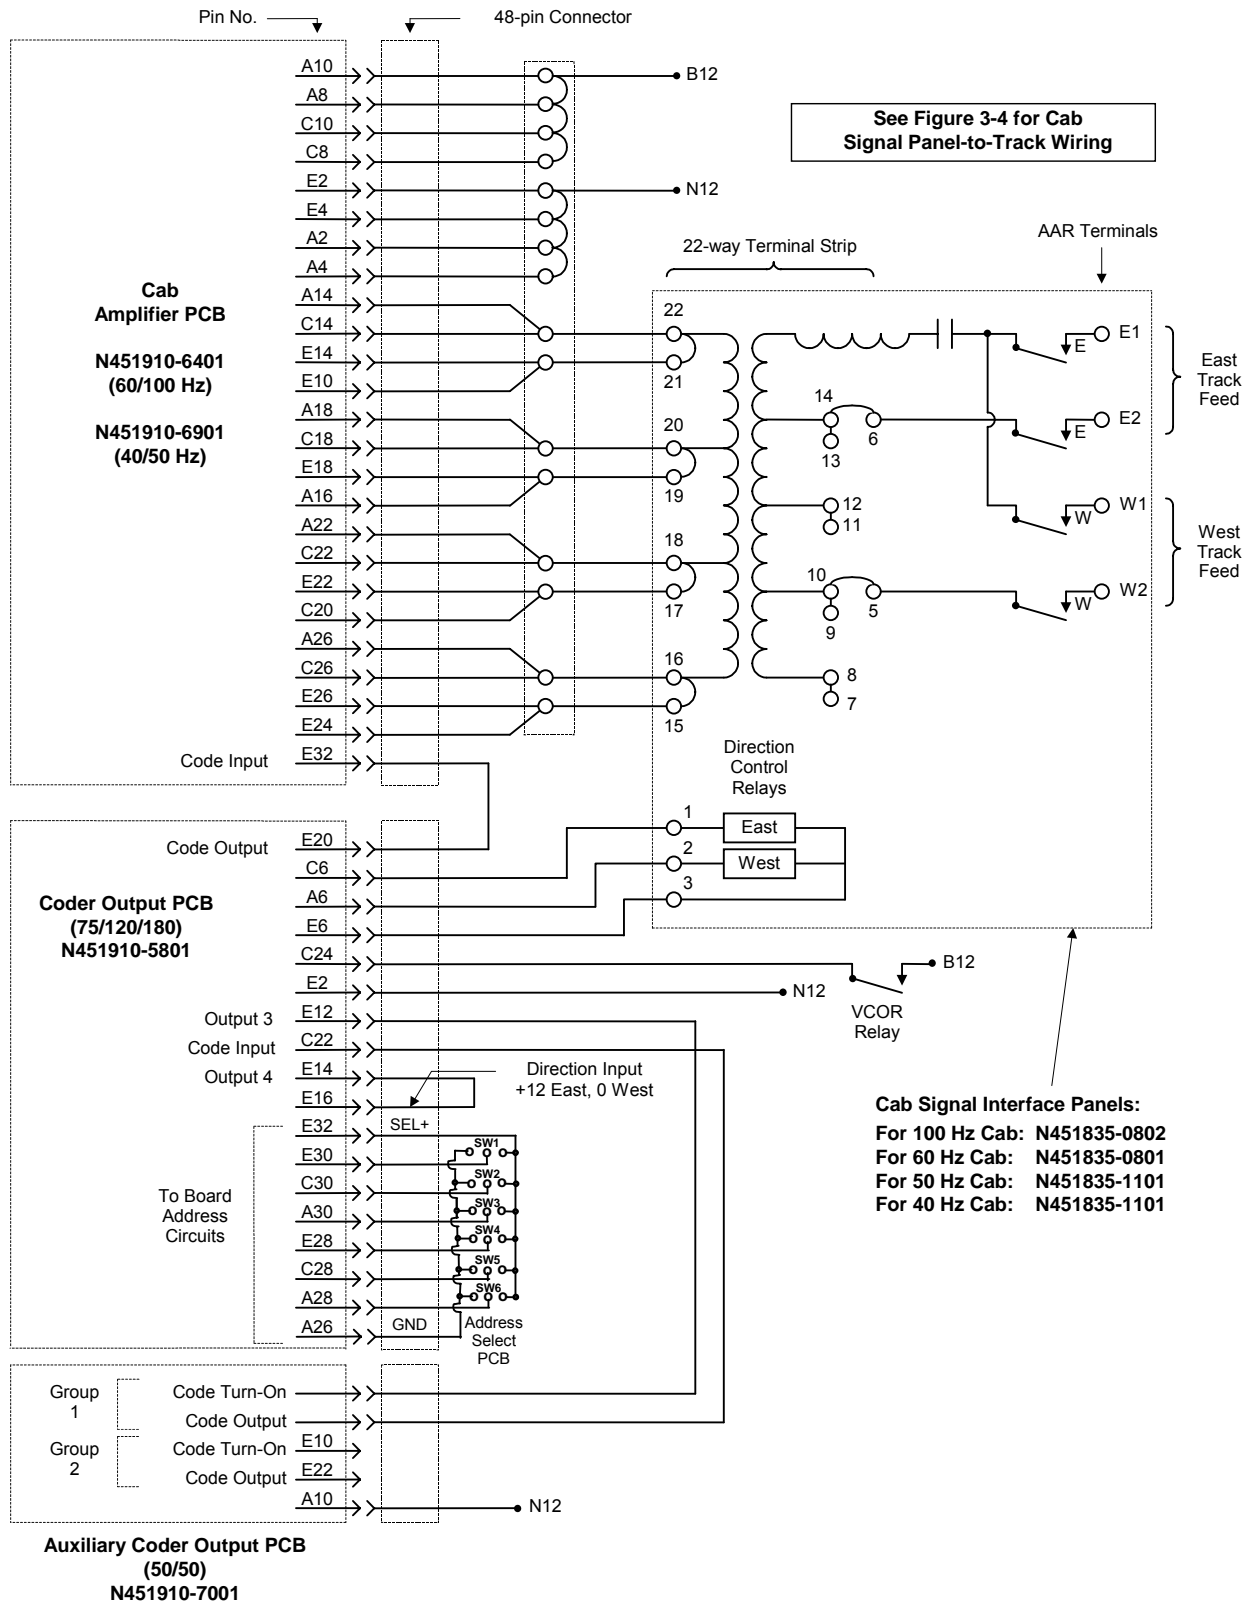 Pin No.
48-pin Connector
A10
B12
A8
C10
C8
E2
N12
E4
A2
A4
See Figure 3-4 for Cab
Signal Panel-to-Track Wiring
22-way Terminal Strip
AAR Terminals
Cab
Amplifier PCB
N451910-6401
(60/100 Hz)
N451910-6901
(40/50 Hz)
A14
C14
E14
E10
A18
C18
E18
A16
A22
C22
E22
C20
A26
C26
E26
E24
Code Input
E32
22
21
20
19
18
17
16
15
14
13
6
12
11
10
9
5
8
7
E
E1
E
E2
W
W1
W
W2
East
Track
Feed
West
Track
Feed
Direction
Control
Relays
1
East
2
West
3
Code Output
E20
C6
A6
E6
C24
E2
Coder Output PCB
(75/120/180)
N451910-5801
B12
N12
VCOR
Relay
Output 3
E12
Code Input
C22
Output 4
E14
E16
Direction Input
+12 East, 0 West
E32
SEL+
E30
C30
A30
E28
C28
A28
A26
GND
To Board
Address
Circuits
SW1
SW2
SW3
SW4
SW5
SW6
Address
Select
PCB
Cab Signal Interface Panels:
For 100 Hz Cab: N451835-0802
For 60 Hz Cab: N451835-0801
For 50 Hz Cab: N451835-1101
For 40 Hz Cab: N451835-1101
Group
1
Code Turn-On
Code Output
Group
2
Code Turn-On
E10
Code Output
E22
A10
N12
Auxiliary Coder Output PCB
(50/50)
N451910-7001